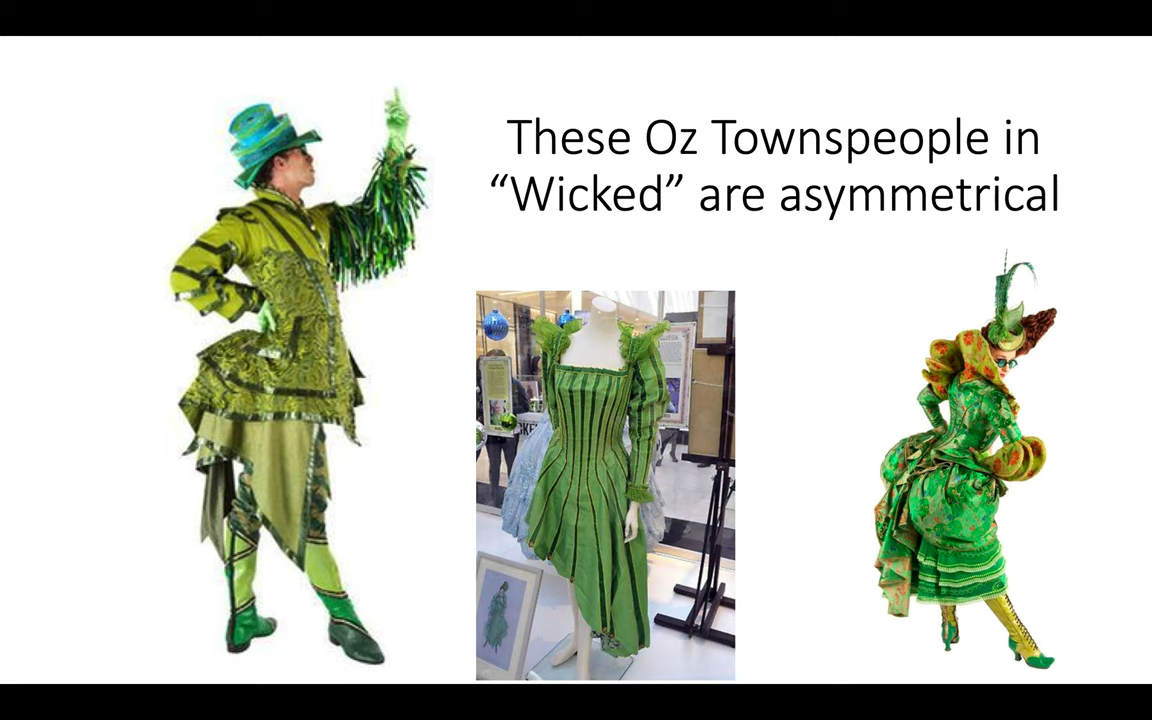 These Oz Townspeople in
“Wicked” are asymmetrical